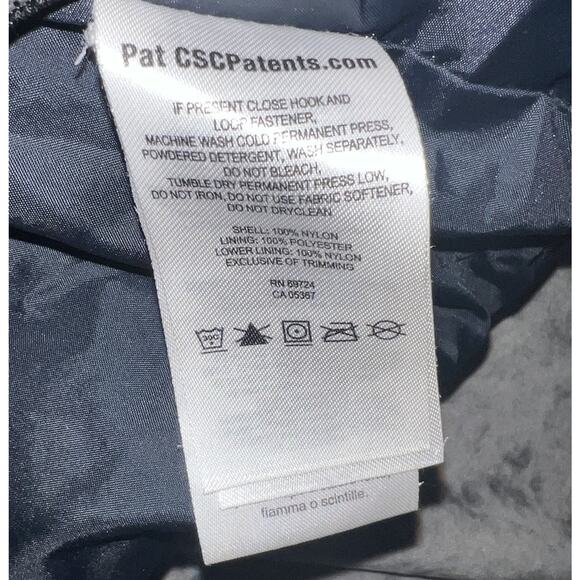 Pat CSCPatents.com
IF PRESENT CLOSE HOOK AND
LOOP FASTENER,
MACHINE WASH COLD PERMANENT PRESS,
POWDERED DETERGENT, WASH SEPARATELY,
DO NOT BLEACH,
TUMBLE DRY PERMANENT PRESS LOW,
DO NOT IRON, DO NOT USE FABRIC SOFTENER,
DO NOT DRYCLEAN
SHELL: 100% NYLON
LINING: 100% POLYESTER
LOWER LINING: 100% NYLON
EXCLUSIVE OF TRIMMING
RN 69724
CA 05367
30C
fiamma o scintille.